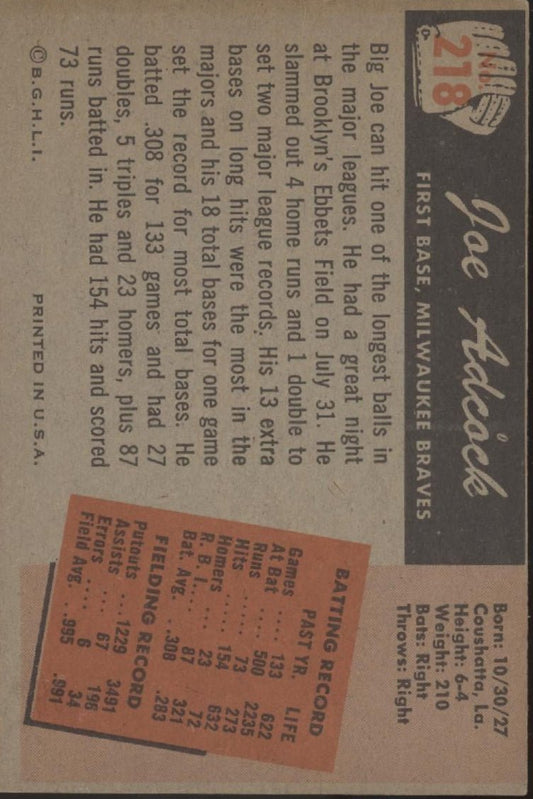 No.
218
Joe Adcock
FIRST BASE, MILWAUKEE BRAVES
Born: 10/30/27
Coushatta, La.
Height: 6-4
Weight: 210
Bats: Right
Throws: Right
Big Joe can hit one of the longest balls in
the major leagues. He had a great night
at Brooklyn's Ebbets Field on July 31. He
slammed out 4 home runs and 1 double to
set two major league records. His 13 extra
bases on long hits were the most in the
majors and his 18 total bases for one game
set the record for most total bases. He
batted .308 for 133 games and had 27
doubles, 5 triples and 23 homers, plus 87
runs batted in. He had 154 hits and scored
73 runs.
© B.G.H.L.I. PRINTED IN U.S.A.
BATTING RECORD
PAST YR. LIFE
Games .... 133 622
At Bat .... 500 2235
Runs ...... 73 273
Hits ...... 154 632
Homers ... 23 72
R. B. I. ... 87 321
Bat. Avg. .. .308 .283
FIELDING RECORD
Putouts ... 1229 3491
Assists ... 67 196
Errors .... 6 34
Field Avg. .. .995 .991